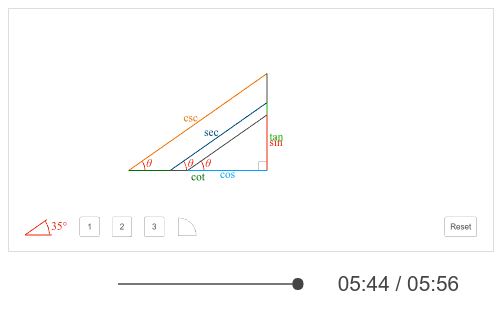 csc
sec
tan
sin
θ θ θ
cot
cos
35°
1
2
3
Reset
05:44 / 05:56